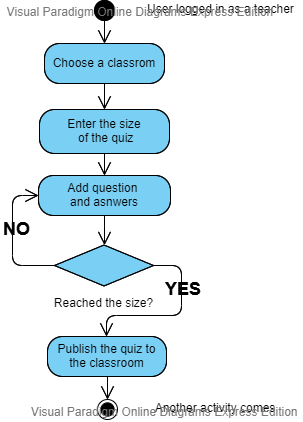 User logged in as a teacher
Visual Paradigm Online Diagrams Express Edition
Choose a classrom
Enter the size
of the quiz
Add question
and asnwers
NO
YES
Reached the size?
Publish the quiz to
the classroom
Another activity comes
Visual Paradigm Online Diagrams Express Edition